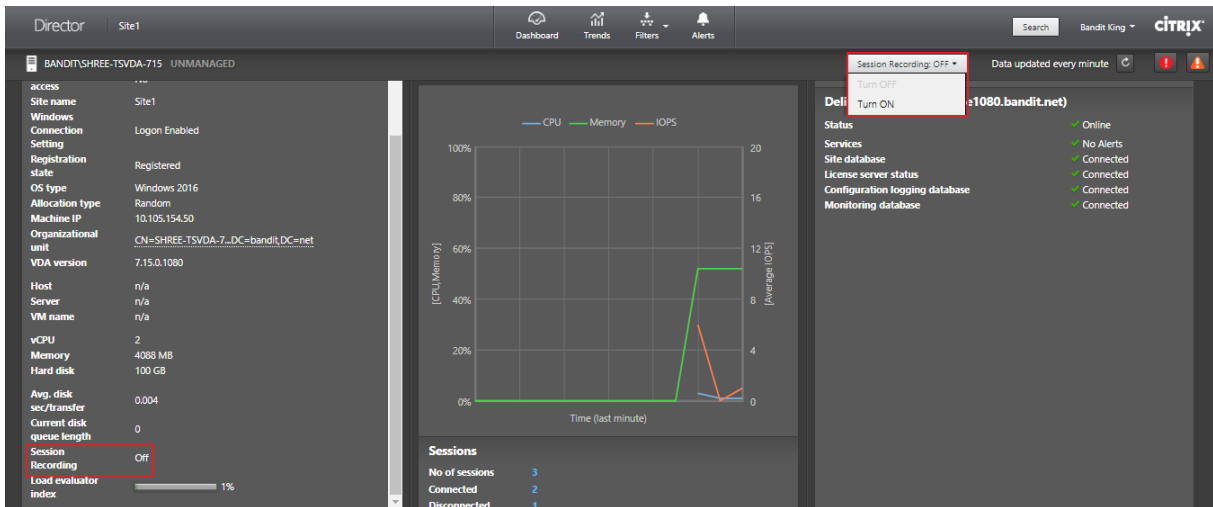 Director Site1 Dashboard Trends Filters Alerts Search Bandit King CITRIX
BANDIT\SHREE-TSVDA-715 UNMANAGED Session Recording: OFF Data updated every minute
Turn OFF
Turn ON
access
Site name Site1
Windows
Connection Logon Enabled
Setting
Registration
state Registered
OS type Windows 2016
Allocation type Random
Machine IP 10.105.154.50
Organizational
unit CN=SHREE-TSVDA-7...DC=bandit,DC=net
VDA version 7.15.0.1080
Host n/a
Server n/a
VM name n/a
vCPU 2
Memory 4088 MB
Hard disk 100 GB
Avg. disk
sec/transfer 0.004
Current disk
queue length 0
Session
Recording Off
Load evaluator
index 1%
CPU Memory IOPS
100% 20
80% 16
60% 12
40% 8
20% 4
0% 0
[CPU,Memory]
[Average IOPS]
Time (last minute)
Sessions
No of sessions 3
Connected 2
Disconnected 1
Deli e1080.bandit.net)
Status Online
Services No Alerts
Site database Connected
License server status Connected
Configuration logging database Connected
Monitoring database Connected